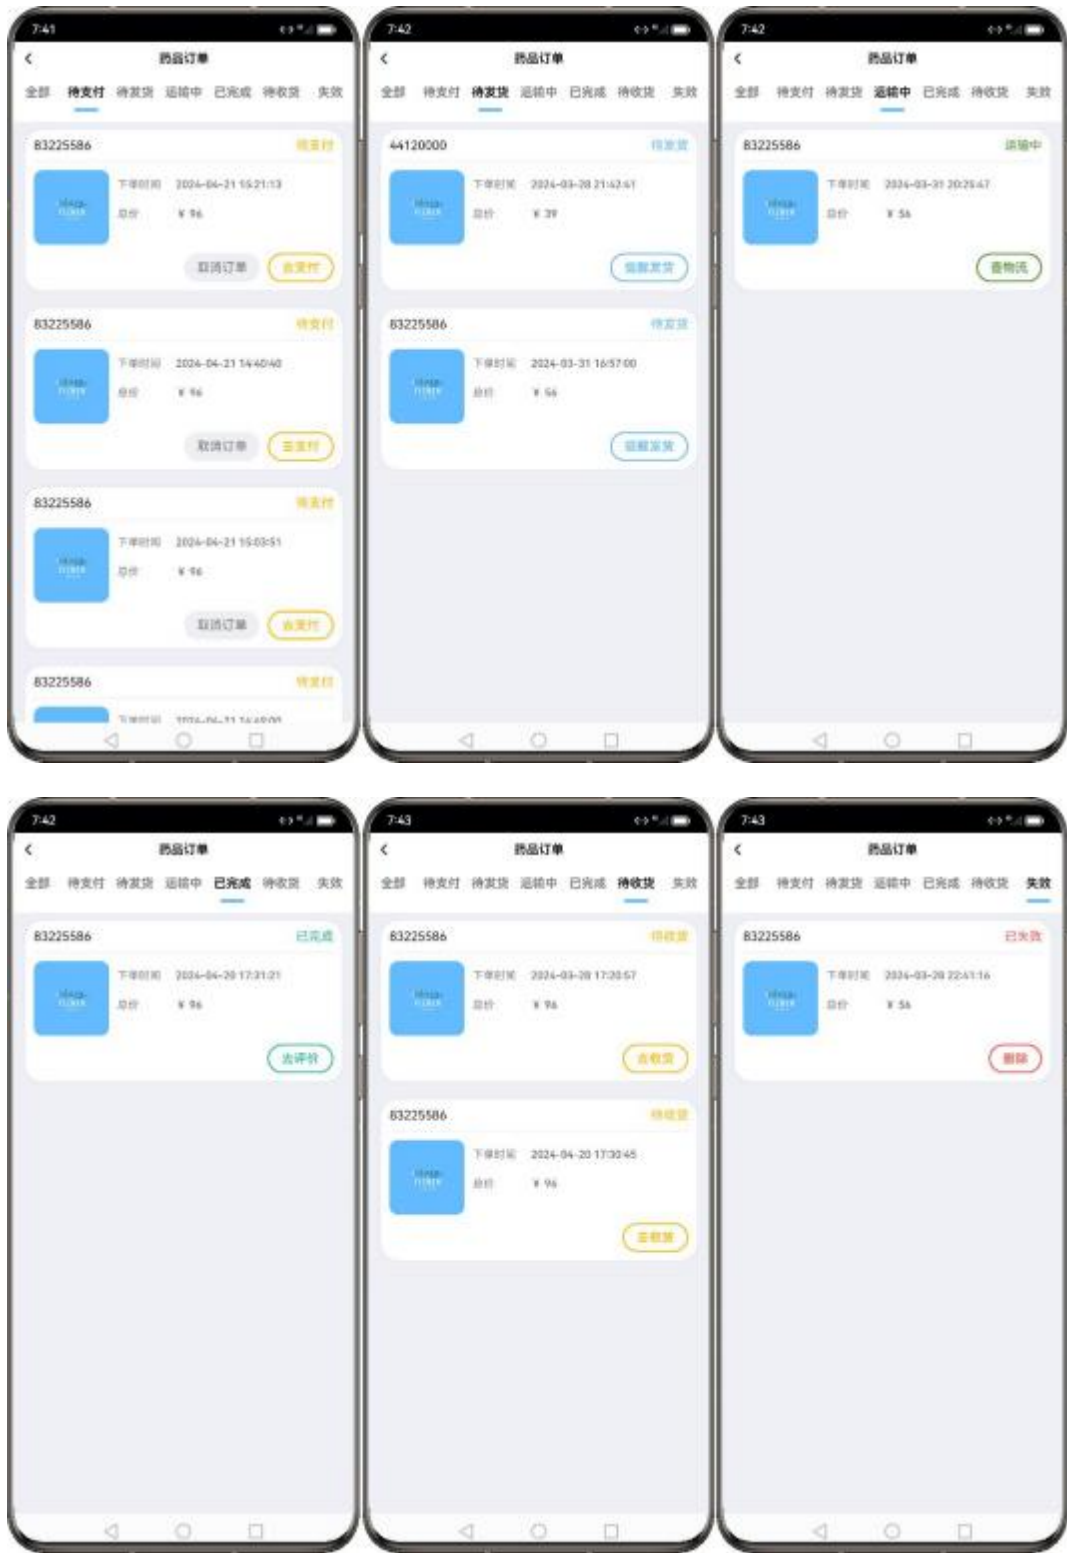 7:41
药品订单
全部 待支付 待发货 运输中 已完成 待收货 失效
83225586 待支付
下单时间 2024-04-21 15:21:13
总价 ¥ 96
取消订单 去支付
83225586 待支付
下单时间 2024-04-21 14:40:40
总价 ¥ 96
取消订单 去支付
83225586 待支付
下单时间 2024-04-21 15:03:51
总价 ¥ 96
取消订单 去支付
83225586 待支付
下单时间
7:42
药品订单
全部 待支付 待发货 运输中 已完成 待收货 失效
44120000 待发货
下单时间 2024-03-28 21:42:41
总价 ¥ 39
提醒发货
83225586 待发货
下单时间 2024-03-31 16:57:00
总价 ¥ 56
提醒发货
7:42
药品订单
全部 待支付 待发货 运输中 已完成 待收货 失效
83225586 运输中
下单时间 2024-03-31 20:25:47
总价 ¥ 56
查物流
7:42
药品订单
全部 待支付 待发货 运输中 已完成 待收货 失效
83225586 已完成
下单时间 2024-04-20 17:31:21
总价 ¥ 96
去评价
7:43
药品订单
全部 待支付 待发货 运输中 已完成 待收货 失效
83225586 待收货
下单时间 2024-03-28 17:20:57
总价 ¥ 96
去收货
83225586 待收货
下单时间 2024-04-20 17:30:45
总价 ¥ 96
去收货
7:43
药品订单
全部 待支付 待发货 运输中 已完成 待收货 失效
83225586 已失效
下单时间 2024-03-28 22:41:16
总价 ¥ 56
删除